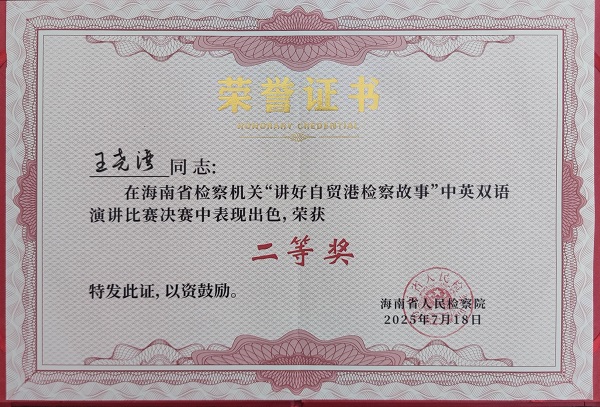 荣誉证书
HONORARY CREDENTIAL
王尧 同志:
在海南省检察机关“讲好自贸港检察故事”中英双语
演讲比赛决赛中表现出色,荣获
二等奖
特发此证,以资鼓励。
海南省人民检察院
2025年7月18日